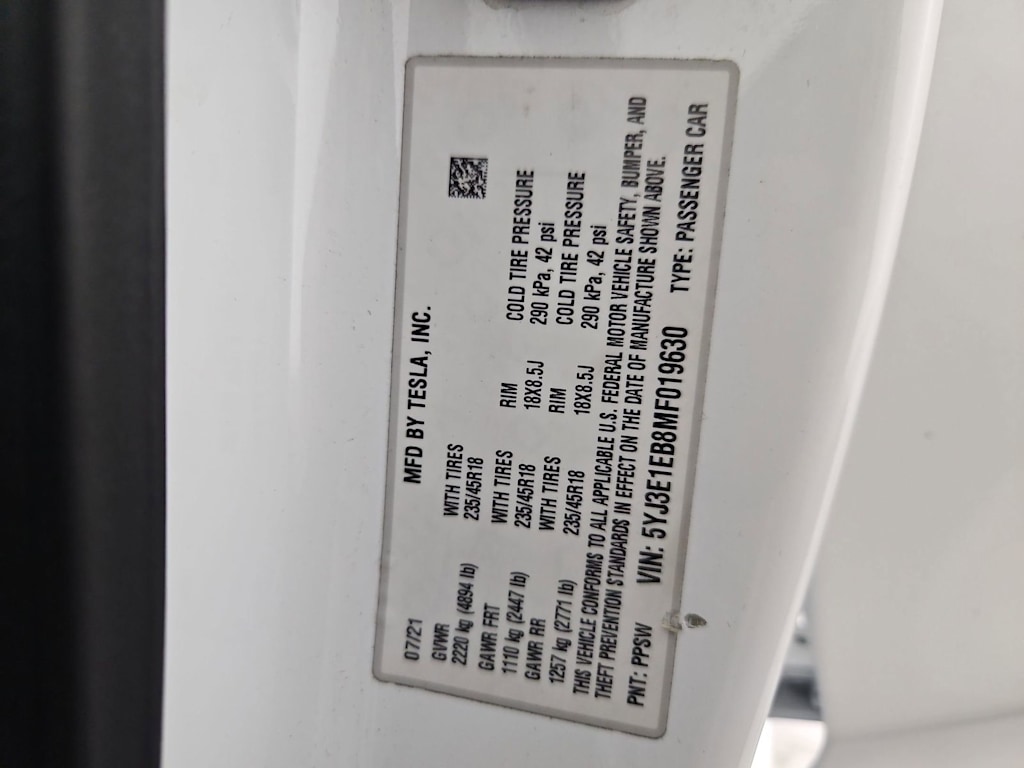 MFD BY TESLA, INC.
07/21
GVWR
2220 kg (4894 lb)
WITH TIRES
235/45R18
GAWR FRT
1110 kg (2447 lb)
WITH TIRES
235/45R18
RIM
18X8.5J
COLD TIRE PRESSURE
290 kPa, 42 psi
GAWR RR
1257 kg (2771 lb)
WITH TIRES
235/45R18
RIM
18X8.5J
COLD TIRE PRESSURE
290 kPa, 42 psi
THIS VEHICLE CONFORMS TO ALL APPLICABLE U.S. FEDERAL MOTOR VEHICLE SAFETY, BUMPER, AND
THEFT PREVENTION STANDARDS IN EFFECT ON THE DATE OF MANUFACTURE SHOWN ABOVE.
PNT: PPSW VIN: 5YJ3E1EB8MF019630 TYPE: PASSENGER CAR